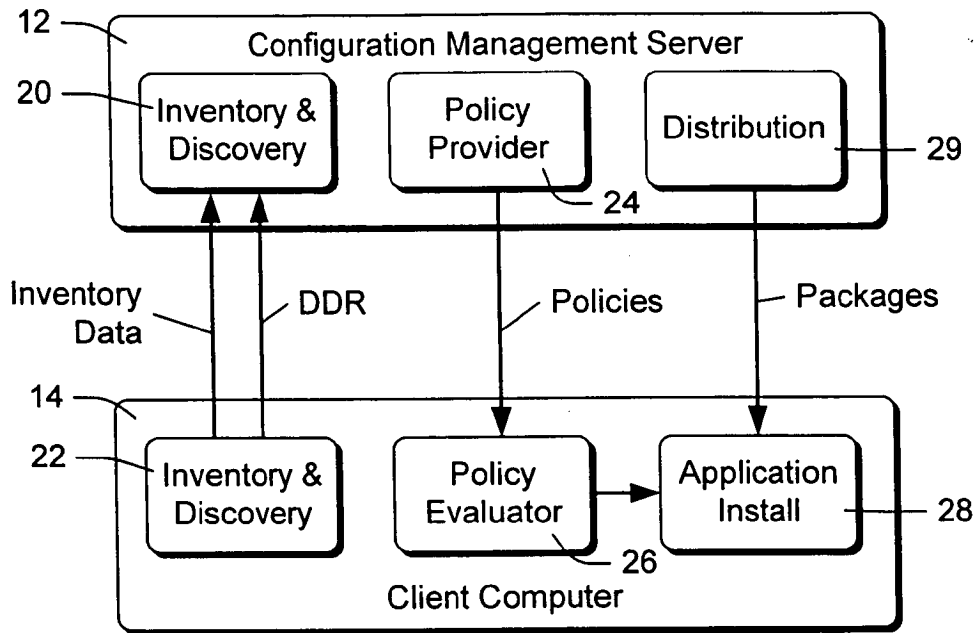 12
Configuration Management Server
20
Inventory &
Discovery
Policy
Provider
24
Distribution
29
Inventory
Data
DDR
Policies
Packages
14
22
Inventory &
Discovery
Policy
Evaluator
26
Application
Install
28
Client Computer